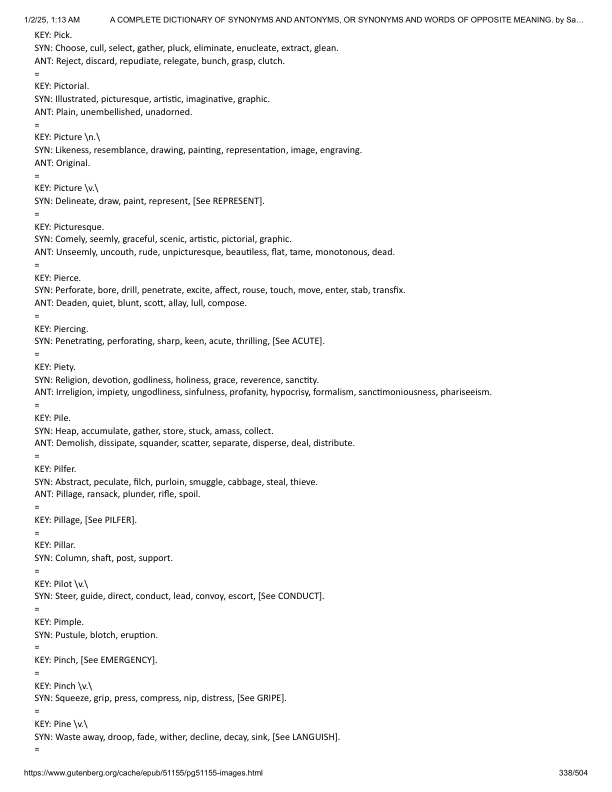 1/2/25, 1:13 AM A COMPLETE DICTIONARY OF SYNONYMS AND ANTONYMS, OR SYNONYMS AND WORDS OF OPPOSITE MEANING. by Sa…
KEY: Pick.
SYN: Choose, cull, select, gather, pluck, eliminate, enucleate, extract, glean.
ANT: Reject, discard, repudiate, relegate, bunch, grasp, clutch.
=
KEY: Pictorial.
SYN: Illustrated, picturesque, artistic, imaginative, graphic.
ANT: Plain, unembellished, unadorned.
=
KEY: Picture \n.\
SYN: Likeness, resemblance, drawing, painting, representation, image, engraving.
ANT: Original.
=
KEY: Picture \v.\
SYN: Delineate, draw, paint, represent, [See REPRESENT].
=
KEY: Picturesque.
SYN: Comely, seemly, graceful, scenic, artistic, pictorial, graphic.
ANT: Unseemly, uncouth, rude, unpicturesque, beautiless, flat, tame, monotonous, dead.
=
KEY: Pierce.
SYN: Perforate, bore, drill, penetrate, excite, affect, rouse, touch, move, enter, stab, transfix.
ANT: Deaden, quiet, blunt, scott, allay, lull, compose.
=
KEY: Piercing.
SYN: Penetrating, perforating, sharp, keen, acute, thrilling, [See ACUTE].
=
KEY: Piety.
SYN: Religion, devotion, godliness, holiness, grace, reverence, sanctity.
ANT: Irreligion, impiety, ungodliness, sinfulness, profanity, hypocrisy, formalism, sanctimoniousness, phariseeism.
=
KEY: Pile.
SYN: Heap, accumulate, gather, store, stuck, amass, collect.
ANT: Demolish, dissipate, squander, scatter, separate, disperse, deal, distribute.
=
KEY: Pilfer.
SYN: Abstract, peculate, filch, purloin, smuggle, cabbage, steal, thieve.
ANT: Pillage, ransack, plunder, rifle, spoil.
=
KEY: Pillage, [See PILFER].
=
KEY: Pillar.
SYN: Column, shaft, post, support.
=
KEY: Pilot \v.\
SYN: Steer, guide, direct, conduct, lead, convoy, escort, [See CONDUCT].
=
KEY: Pimple.
SYN: Pustule, blotch, eruption.
=
KEY: Pinch, [See EMERGENCY].
=
KEY: Pinch \v.\
SYN: Squeeze, grip, press, compress, nip, distress, [See GRIPE].
=
KEY: Pine \v.\
SYN: Waste away, droop, fade, wither, decline, decay, sink, [See LANGUISH].
=
https://www.gutenberg.org/cache/epub/51155/pg51155-images.html 338/504